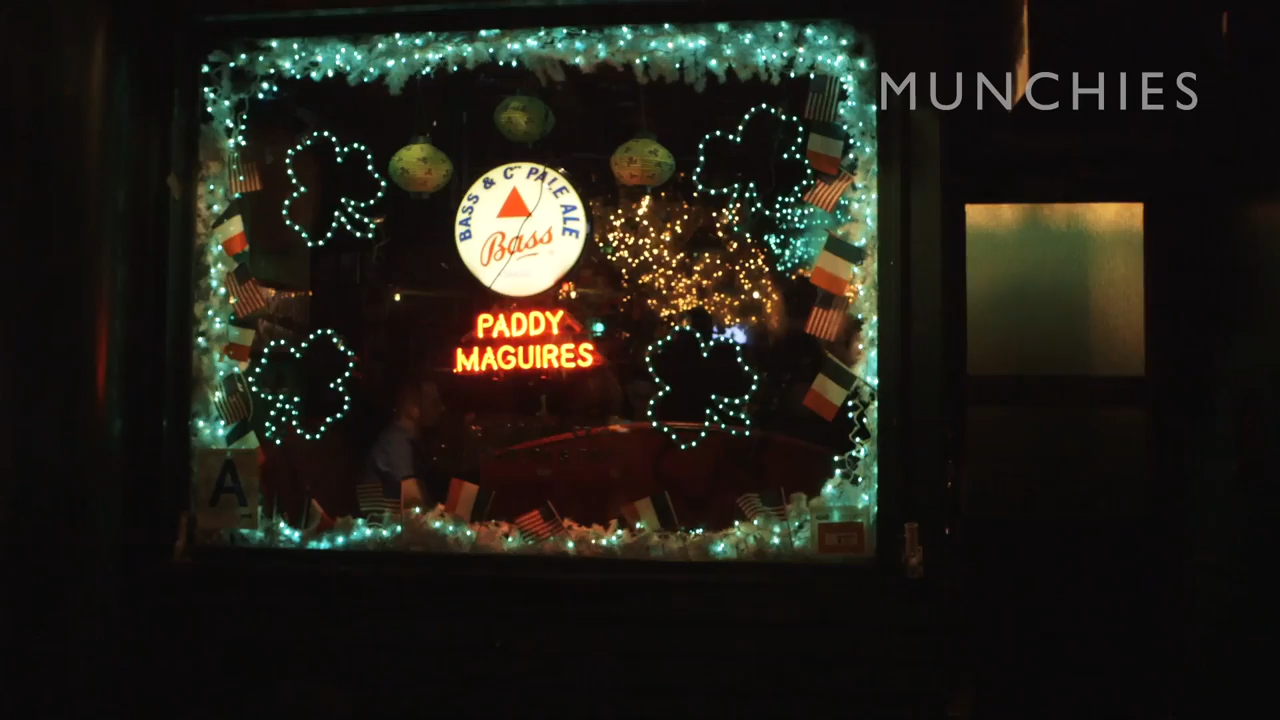 MUNCHIES
BASS & Cº PALE ALE
Bass
PADDY
MAGUIRES
A